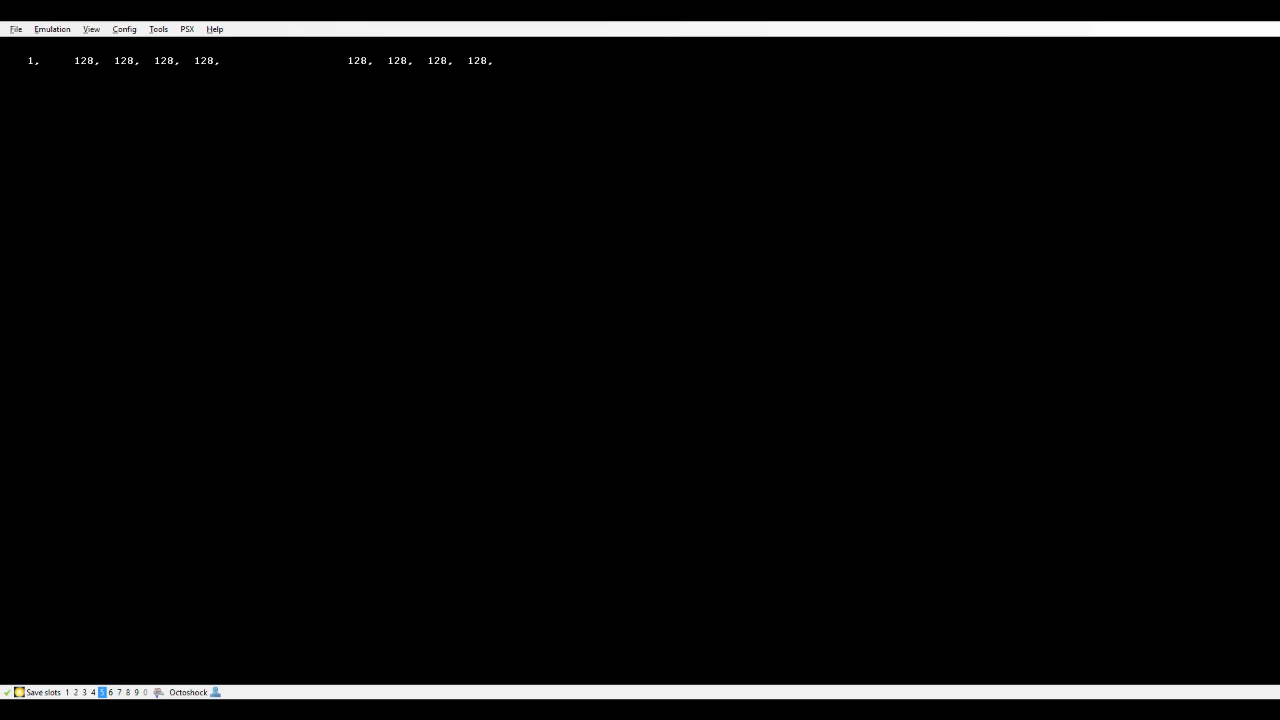 File Emulation View Config Tools PSX Help
1, 128, 128, 128, 128, 128, 128, 128, 128,
Save slots 1 2 3 4 5 6 7 8 9 0 Octoshock